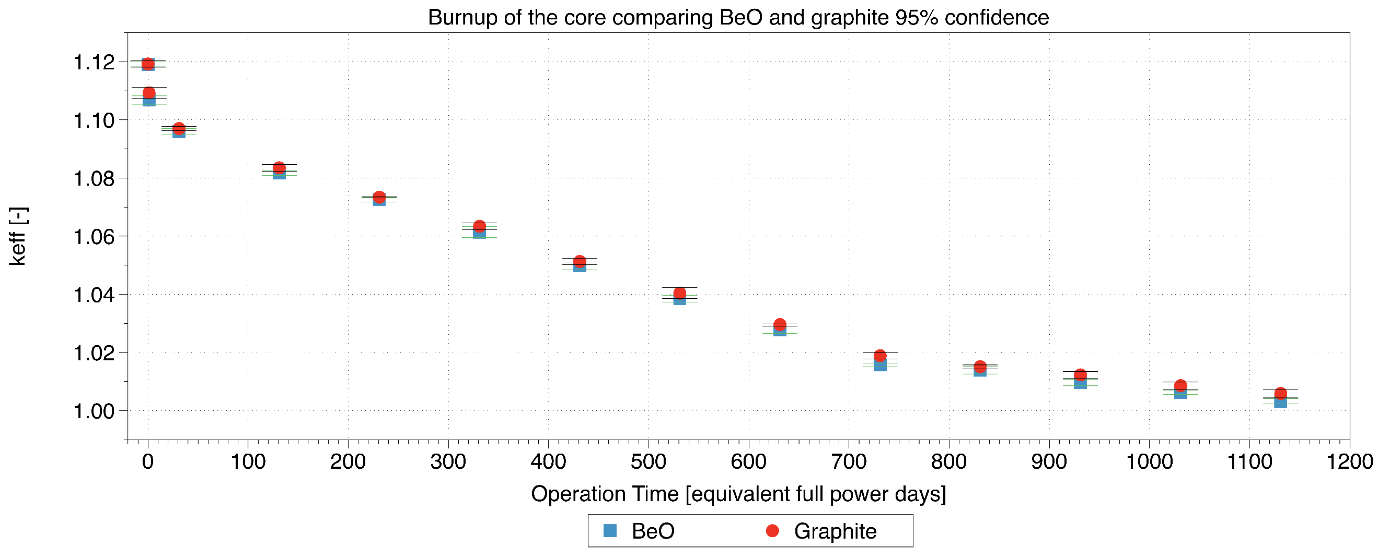 Burnup of the core comparing BeO and graphite 95% confidence
keff [-]
1.12
1.10
1.08
1.06
1.04
1.02
1.00
0 100 200 300 400 500 600 700 800 900 1000 1100 1200
Operation Time [equivalent full power days]
BeO Graphite